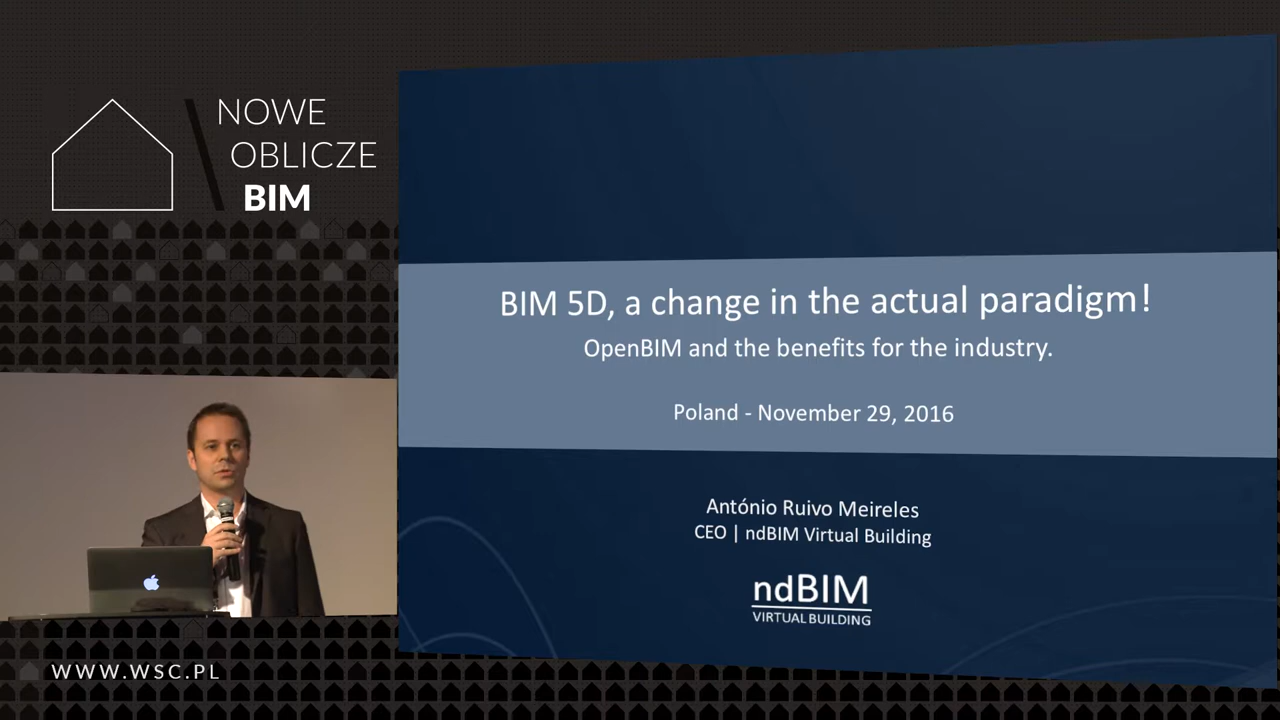 NOWE
OBLICZE
BIM
BIM 5D, a change in the actual paradigm!
OpenBIM and the benefits for the industry.
Poland - November 29, 2016
António Ruivo Meireles
CEO | ndBIM Virtual Building
ndBIM
VIRTUAL BUILDING
WWW.WSC.PL